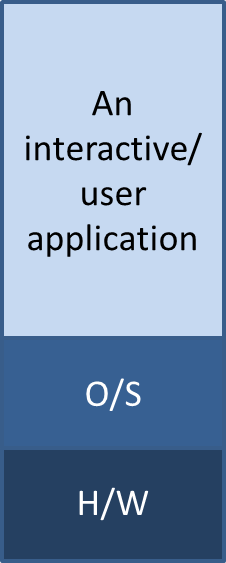 An
interactive/
user
application
O/S
H/W